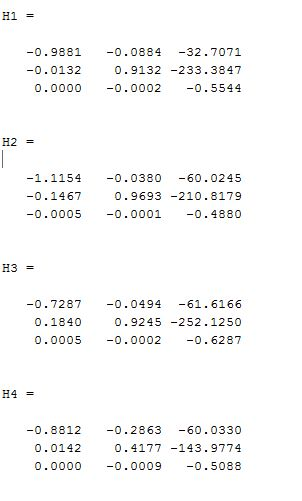 H1 =
-0.9881 -0.0884 -32.7071
-0.0132 0.9132 -233.3847
0.0000 -0.0002 -0.5544
H2 =
-1.1154 -0.0380 -60.0245
-0.1467 0.9693 -210.8179
-0.0005 -0.0001 -0.4880
H3 =
-0.7287 -0.0494 -61.6166
0.1840 0.9245 -252.1250
0.0005 -0.0002 -0.6287
H4 =
-0.8812 -0.2863 -60.0330
0.0142 0.4177 -143.9774
0.0000 -0.0009 -0.5088